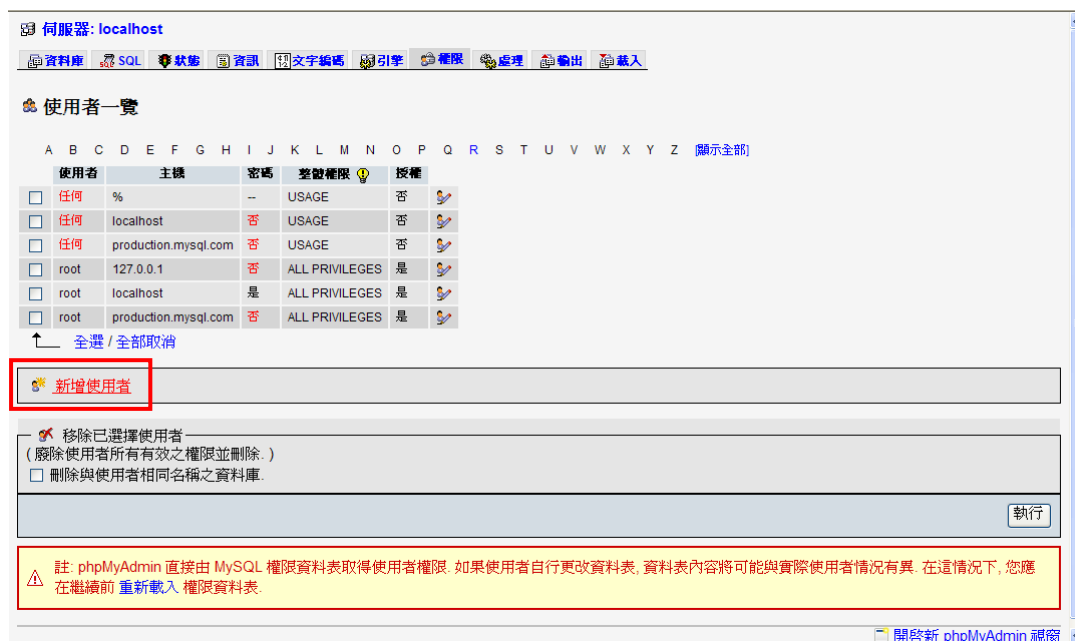 伺服器: localhost
資料庫 SQL 狀態 資訊 文字編碼 引擎 權限 處理 輸出 載入
使用者一覽
A B C D E F G H I J K L M N O P Q R S T U V W X Y Z [顯示全部]
使用者 主機 密碼 整體權限 授權
任何 % -- USAGE 否
任何 localhost 否 USAGE 否
任何 production.mysql.com 否 USAGE 否
root 127.0.0.1 否 ALL PRIVILEGES 是
root localhost 是 ALL PRIVILEGES 是
root production.mysql.com 否 ALL PRIVILEGES 是
全選 / 全部取消
新增使用者
移除已選擇使用者
( 廢除使用者所有有效之權限並刪除. )
刪除與使用者相同名稱之資料庫.
執行
註: phpMyAdmin 直接由 MySQL 權限資料表取得使用者權限. 如果使用者自行更改資料表, 資料表內容將可能與實際使用者情況有異. 在這情況下, 您應
在繼續前 重新載入 權限資料表.
開啓新 phpMyAdmin 視窗